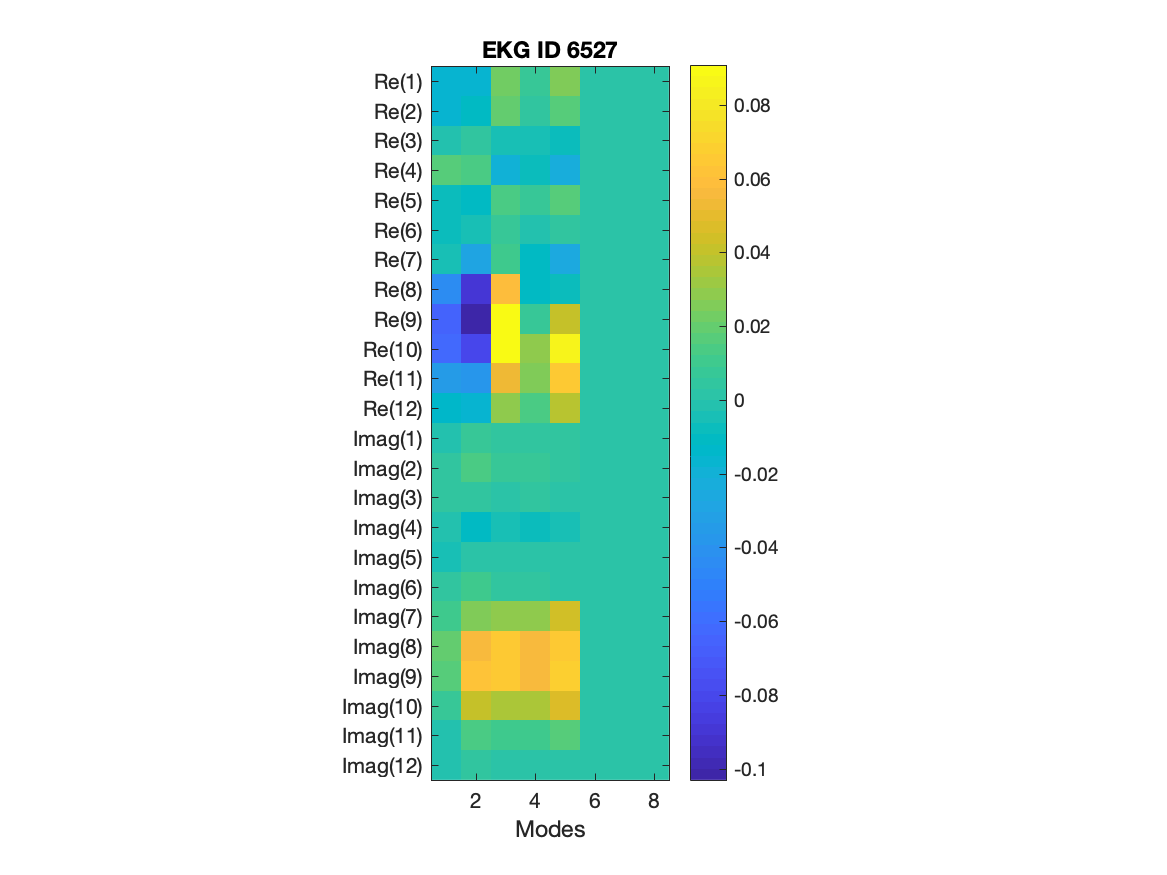 EKG ID 6527
Re(1)
Re(2)
Re(3)
Re(4)
Re(5)
Re(6)
Re(7)
Re(8)
Re(9)
Re(10)
Re(11)
Re(12)
Imag(1)
Imag(2)
Imag(3)
Imag(4)
Imag(5)
Imag(6)
Imag(7)
Imag(8)
Imag(9)
Imag(10)
Imag(11)
Imag(12)
2 4 6 8
Modes
0.08
0.06
0.04
0.02
0
-0.02
-0.04
-0.06
-0.08
-0.1